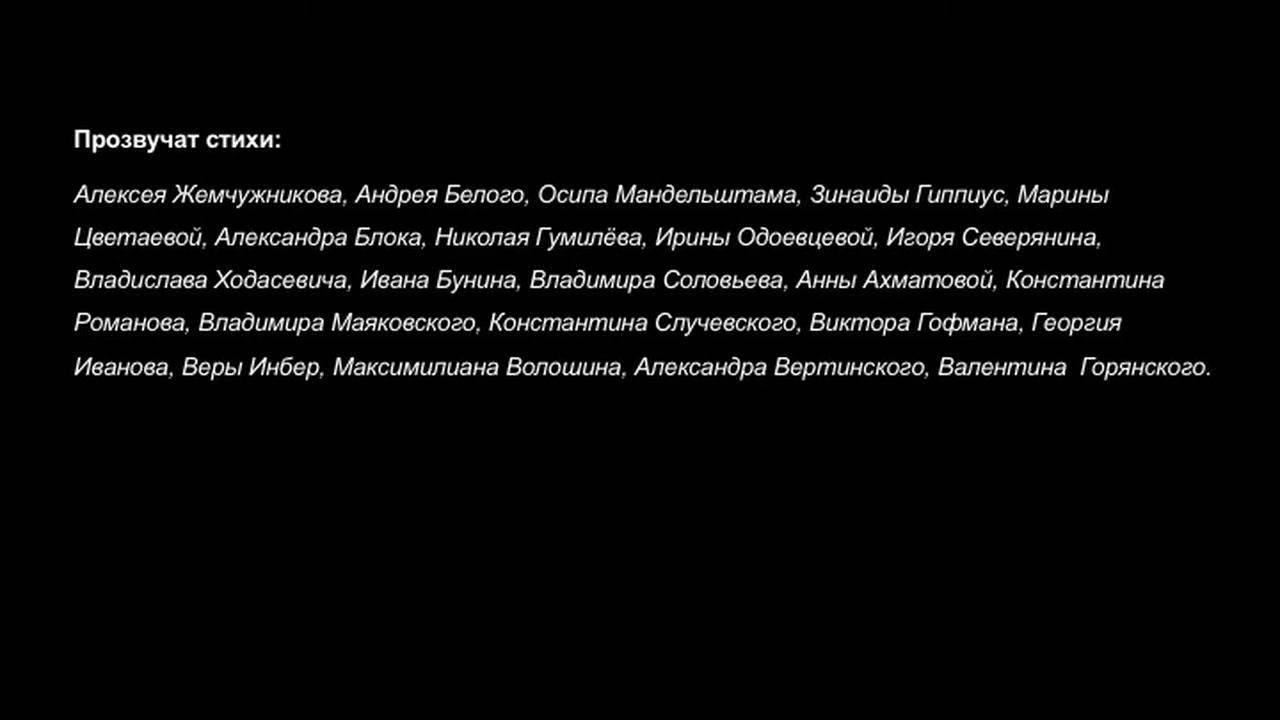 Прозвучат стихи:
Алексея Жемчужникова, Андрея Белого, Осипа Мандельштама, Зинаиды Гиппиус, Марины
Цветаевой, Александра Блока, Николая Гумилёва, Ирины Одоевцевой, Игоря Северянина,
Владислава Ходасевича, Ивана Бунина, Владимира Соловьева, Анны Ахматовой, Константина
Романова, Владимира Маяковского, Константина Случевского, Виктора Гофмана, Георгия
Иванова, Веры Инбер, Максимилиана Волошина, Александра Вертинского, Валентина  Горянского.